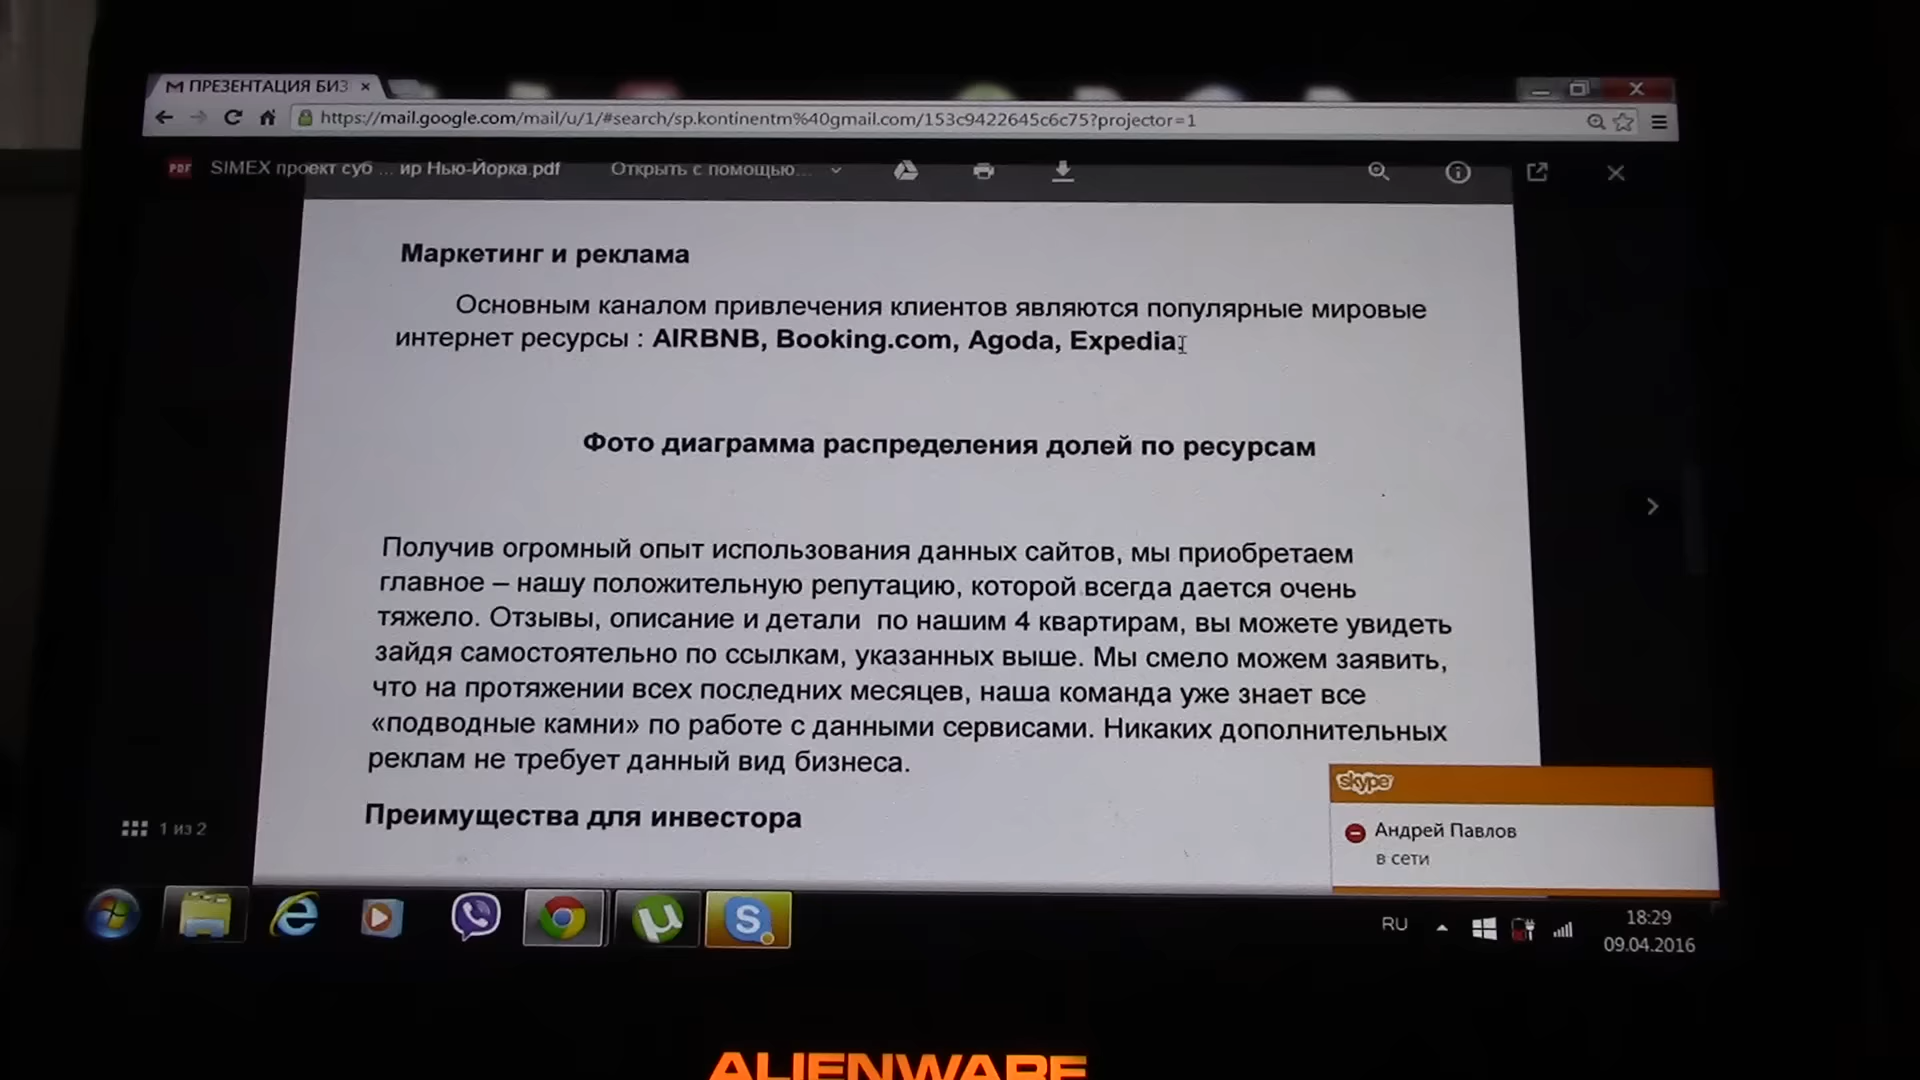 ПРЕЗЕНТАЦИЯ БИЗ
https://mail.google.com/mail/u/1/#search/sp.kontinentm%40gmail.com/153c9422645c6c75?projector=1
PDF SIMEX проект суб ... ир Нью-Йорка.pdf Открыть с помощью...
Маркетинг и реклама
Основным каналом привлечения клиентов являются популярные мировые
интернет ресурсы : AIRBNB, Booking.com, Agoda, Expedia.
Фото диаграмма распределения долей по ресурсам
Получив огромный опыт использования данных сайтов, мы приобретаем
главное – нашу положительную репутацию, которой всегда дается очень
тяжело. Отзывы, описание и детали по нашим 4 квартирам, вы можете увидеть
зайдя самостоятельно по ссылкам, указанных выше. Мы смело можем заявить,
что на протяжении всех последних месяцев, наша команда уже знает все
«подводные камни» по работе с данными сервисами. Никаких дополнительных
реклам не требует данный вид бизнеса.
Преимущества для инвестора
1 из 2
skype
Андрей Павлов
в сети
RU
18:29
09.04.2016
ALIENWARE